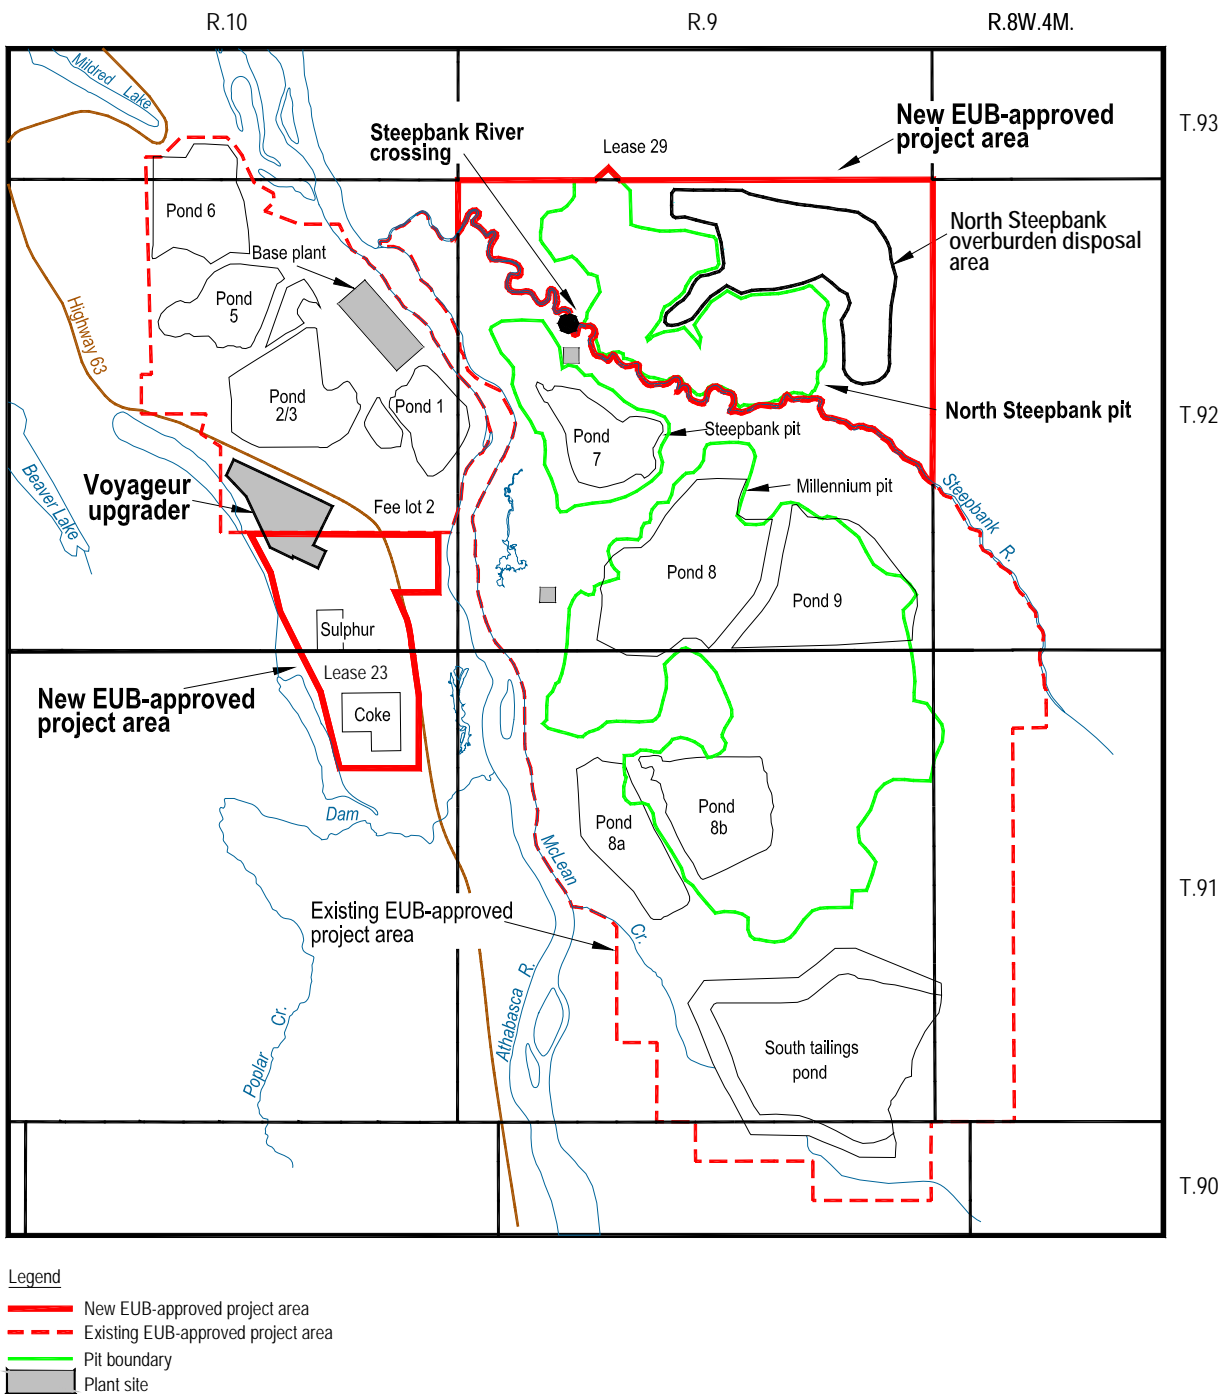 R.10
R.9
R.8W.4M.
T.93
T.92
T.91
T.90
Mildred Lake
Steepbank River
crossing
Lease 29
New EUB-approved
project area
Pond 6
Base plant
North Steepbank
overburden disposal
area
Pond
5
Highway 63
Pond
2/3
Pond 1
North Steepbank pit
Steepbank pit
Pond
7
Beaver Lake
Voyageur
upgrader
Fee lot 2
Millennium pit
Steepbank R.
Pond 8
Pond 9
Sulphur
Lease 23
New EUB-approved
project area
Coke
Dam
Pond
8a
Pond
8b
McLean Cr.
Existing EUB-approved
project area
Athabasca R.
Poplar Cr.
South tailings
pond
Legend
New EUB-approved project area
Existing EUB-approved project area
Pit boundary
Plant site